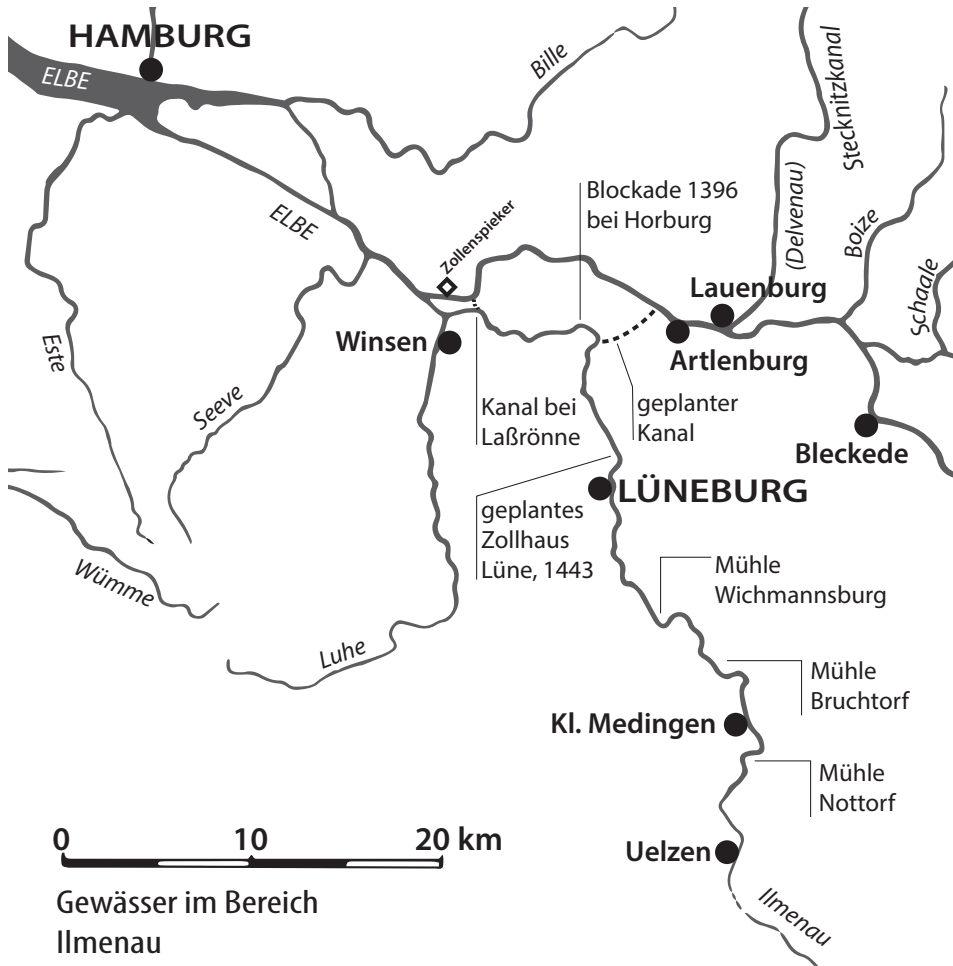 HAMBURG
ELBE
Bille
Stecknitzkanal
(Delvenau)
Boize
Schaale
Blockade 1396
bei Horburg
ELBE
Zollenspieker
Lauenburg
Winsen
Artlenburg
Este
Seeve
Kanal bei
Laßrönne
geplanter
Kanal
Bleckede
LÜNEBURG
geplantes
Zollhaus
Lüne, 1443
Wümme
Mühle
Wichmannsburg
Luhe
Mühle
Bruchtorf
Kl. Medingen
Mühle
Nottorf
0 10 20 km
Uelzen
Ilmenau
Gewässer im Bereich
Ilmenau